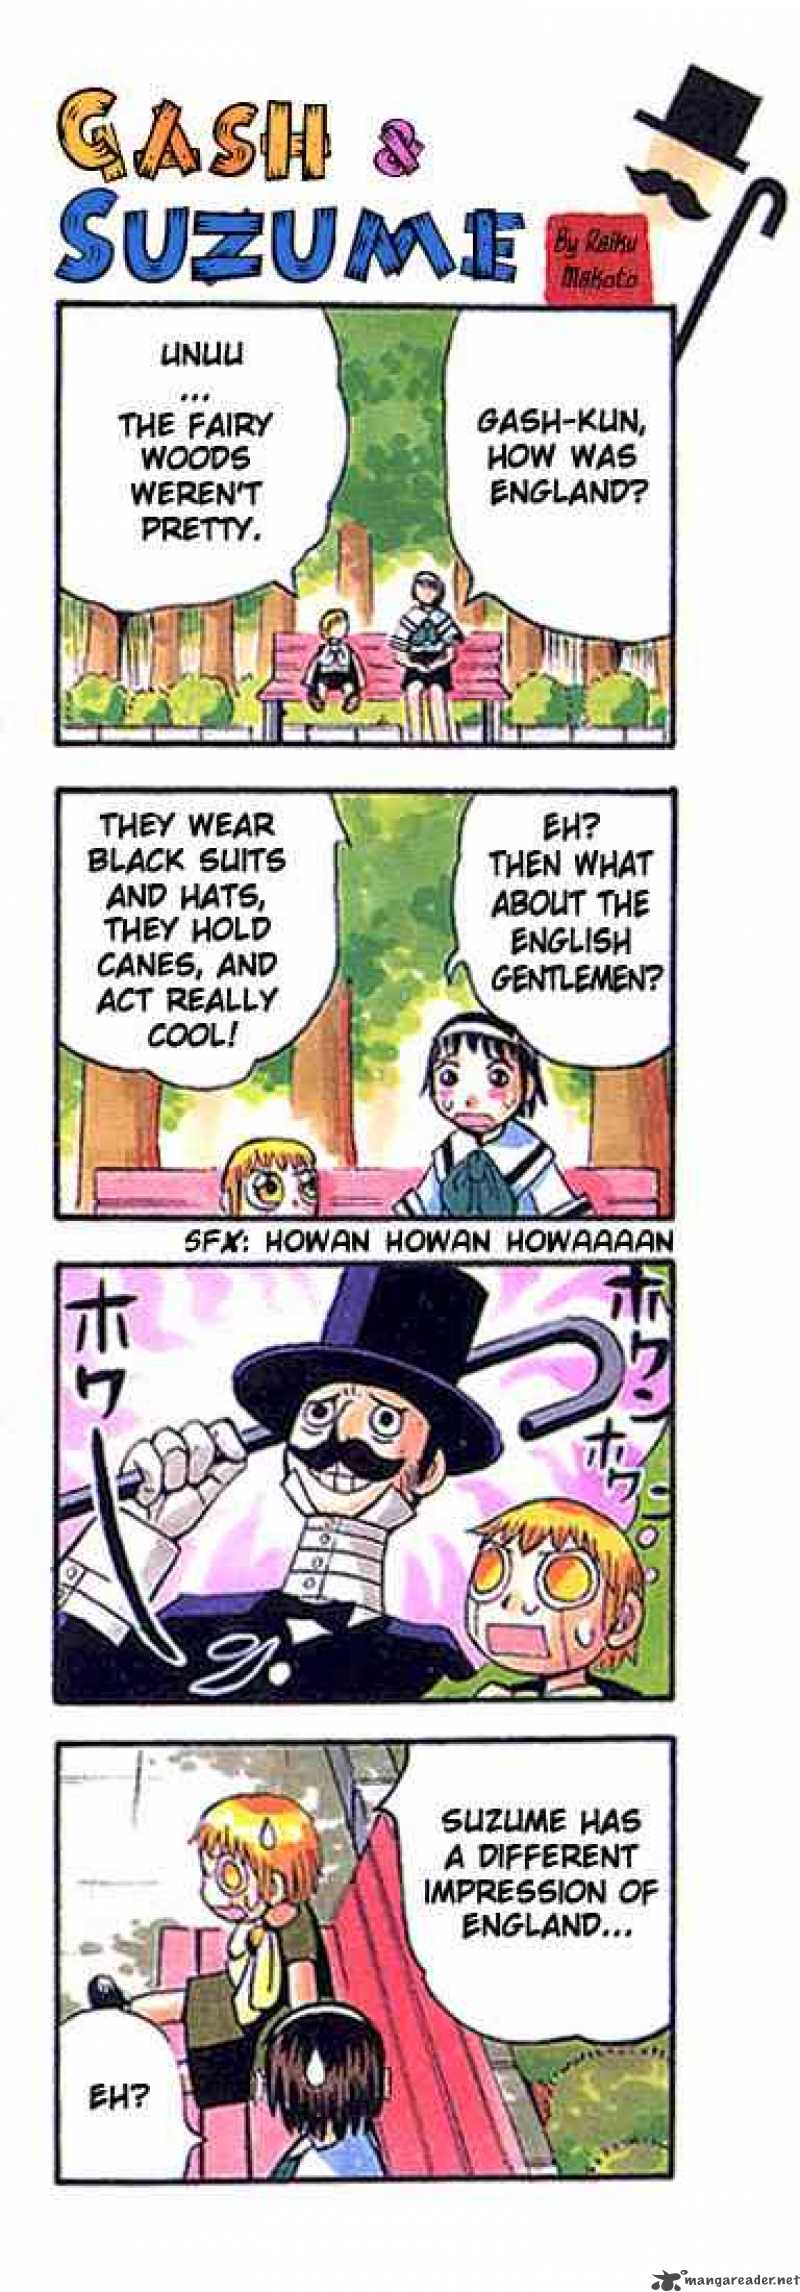 GASH &
SUZUME
By Raiku
Makoto
GASH-KUN,
HOW WAS
ENGLAND?
UNUU
...
THE FAIRY
WOODS
WEREN'T
PRETTY.
EH?
THEN WHAT
ABOUT THE
ENGLISH
GENTLEMEN?
THEY WEAR
BLACK SUITS
AND HATS,
THEY HOLD
CANES, AND
ACT REALLY
COOL!
SFX: HOWAN HOWAN HOWAAAAN
ホワン
ホワン
ホワ
SUZUME HAS
A DIFFERENT
IMPRESSION OF
ENGLAND...
EH?
mangareader.net